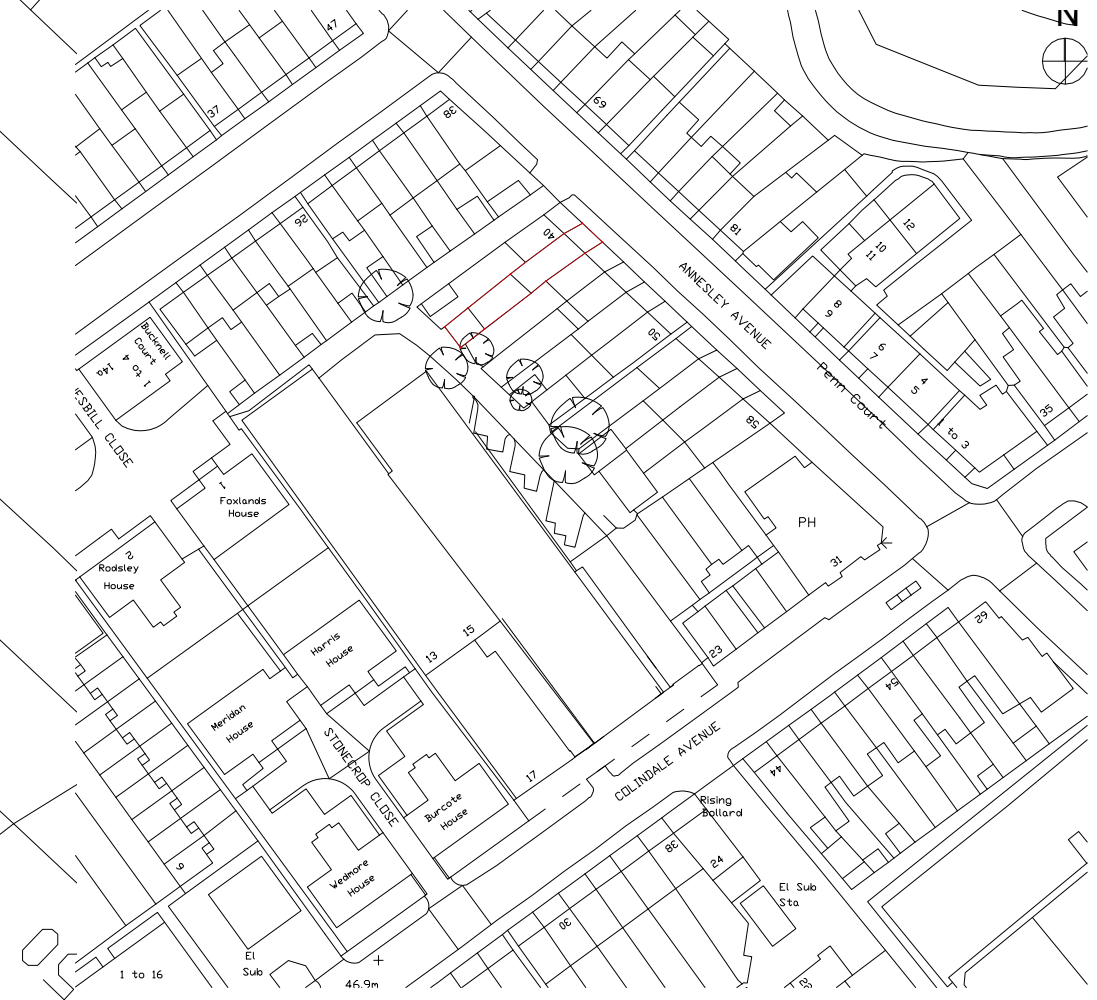 N
47
37
38
69
26
40
81
12
10
11
ANNESLEY AVENUE
8
9
50
6
7
4
5
Penn Court
Bucknell
Court
1 to 4
14a
ESBILL CLOSE
58
35
to 3
1
Foxlands
House
PH
2
Rodsley
House
31
15
13
23
29
Harris
House
54
Meridan
House
STONECROP CLOSE
COLINDALE AVENUE
17
44
Burcote
House
Rising
Bollard
38
24
9
Wedmore
House
El Sub
Sta
30
El
Sub
1 to 16
46.9m